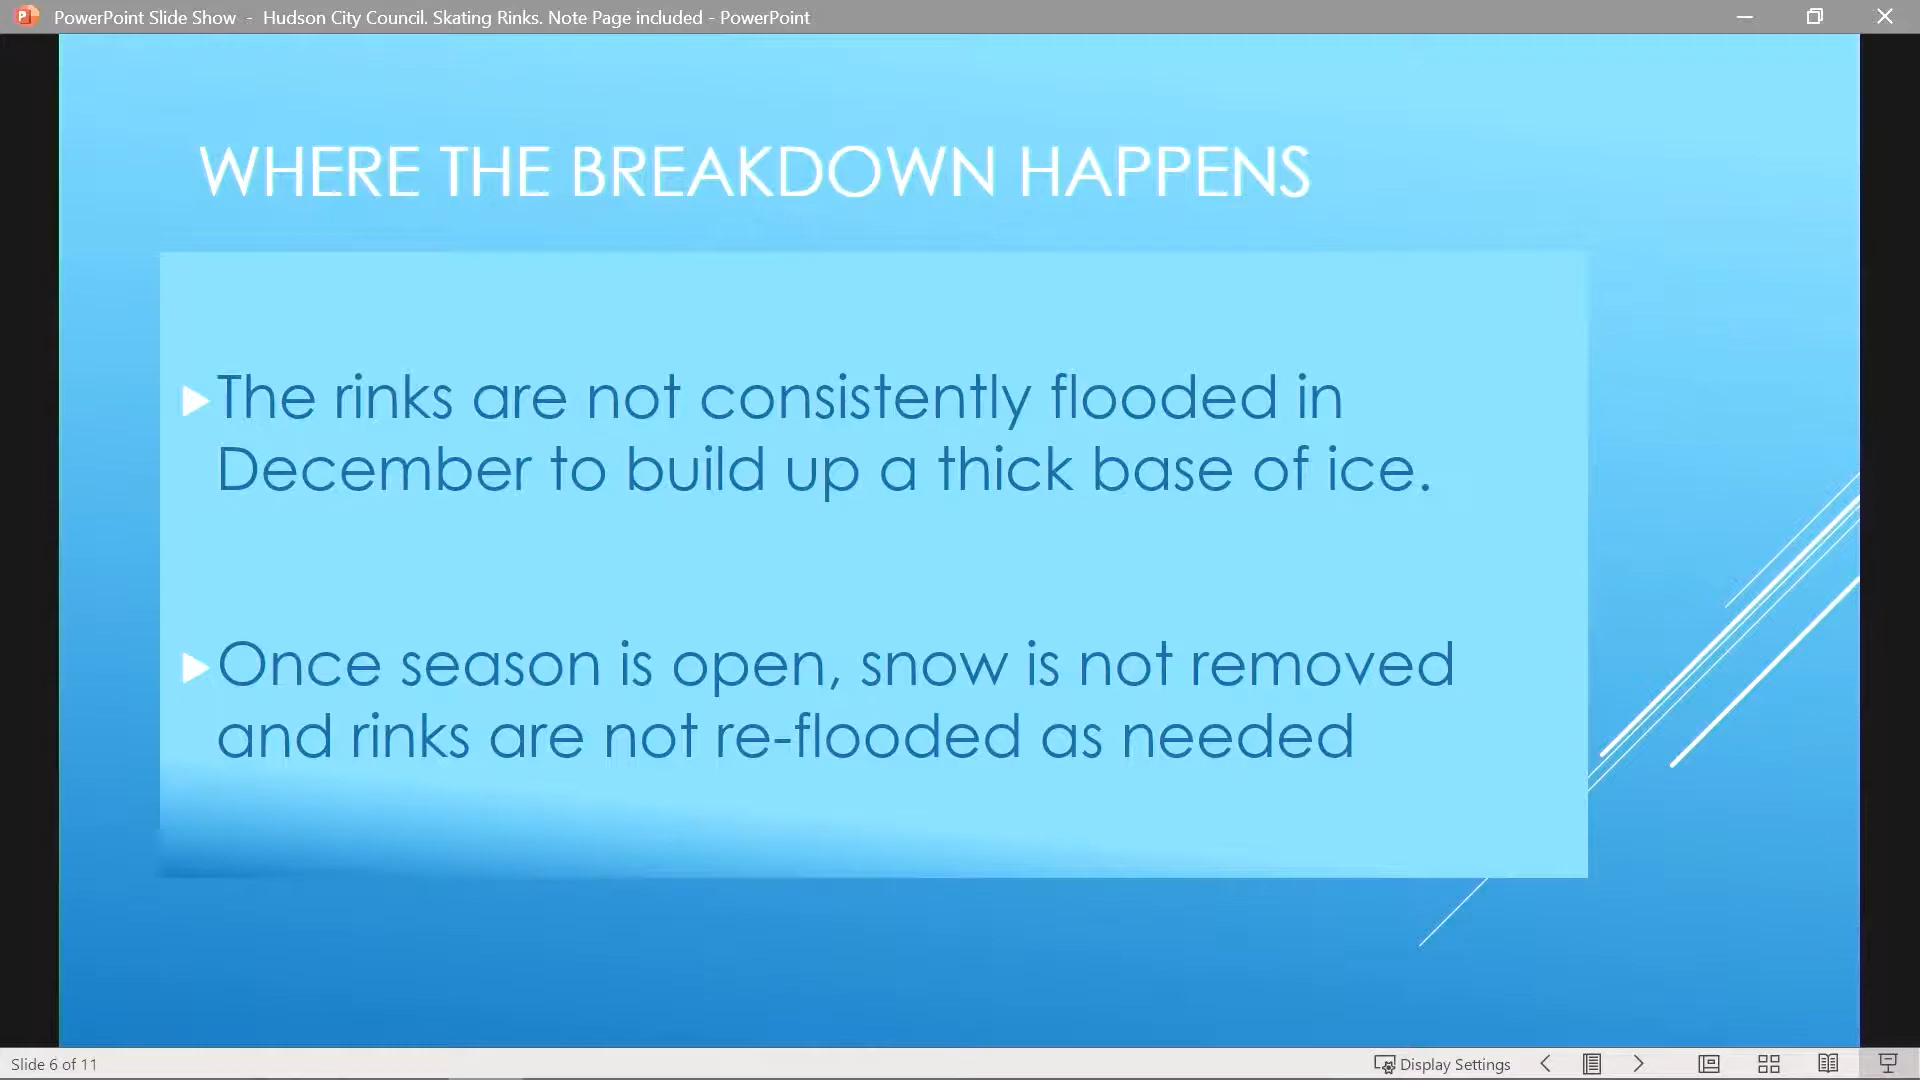 PowerPoint Slide Show - Hudson City Council. Skating Rinks. Note Page included - PowerPoint
WHERE THE BREAKDOWN HAPPENS
The rinks are not consistently flooded in
December to build up a thick base of ice.
Once season is open, snow is not removed
and rinks are not re-flooded as needed
Slide 6 of 11
Display Settings